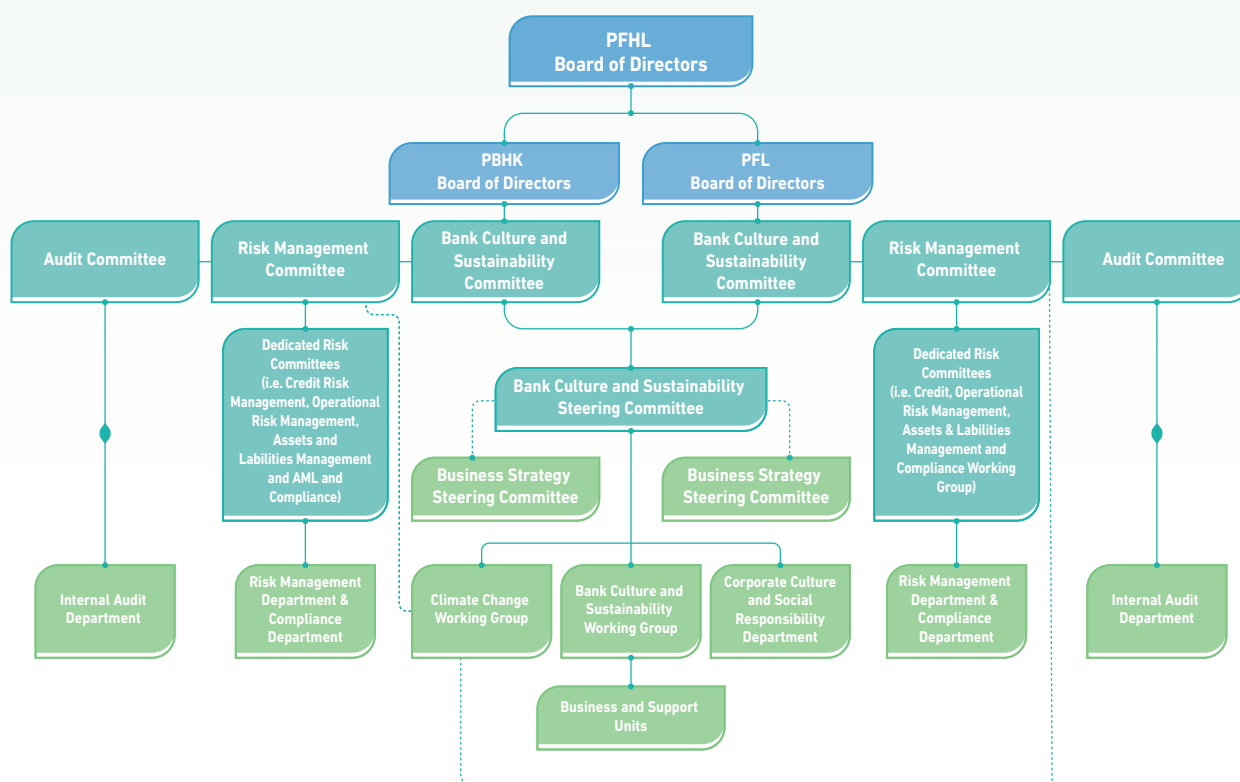 PFHL
Board of Directors
PBHK
Board of Directors
PFL
Board of Directors
Audit Committee
Risk Management
Committee
Bank Culture and
Sustainability
Committee
Bank Culture and
Sustainability
Committee
Risk Management
Committee
Audit Committee
Dedicated Risk
Committees
(i.e. Credit Risk
Management, Operational
Risk Management,
Assets and
Labilities Management
and AML and
Compliance)
Bank Culture and Sustainability
Steering Committee
Dedicated Risk
Committees
(i.e. Credit, Operational
Risk Management,
Assets & Labilities
Management and
Compliance Working
Group)
Business Strategy
Steering Committee
Business Strategy
Steering Committee
Internal Audit
Department
Risk Management
Department &
Compliance
Department
Climate Change
Working Group
Bank Culture and
Sustainability
Working Group
Corporate Culture
and Social
Responsibility
Department
Risk Management
Department &
Compliance
Department
Internal Audit
Department
Business and Support
Units